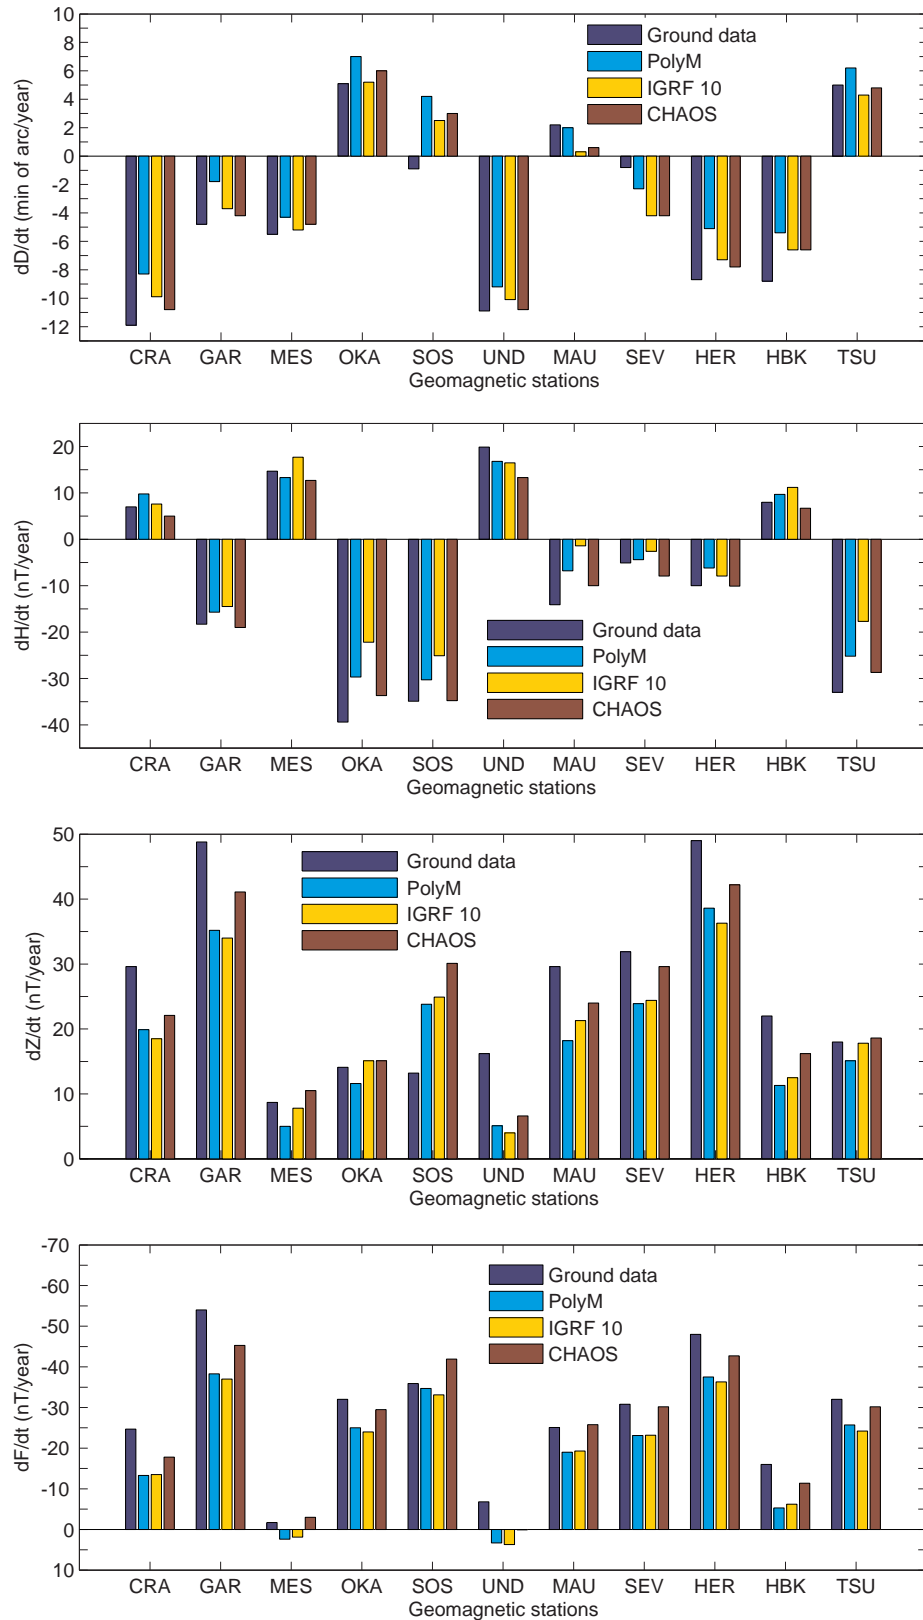 dD/dt (min of arc/year)
10
8
6
4
2
0
-2
-4
-6
-8
-10
-12
Ground data
PolyM
IGRF 10
CHAOS
CRA GAR MES OKA SOS UND MAU SEV HER HBK TSU
Geomagnetic stations
dH/dt (nT/year)
20
10
0
-10
-20
-30
-40
Ground data
PolyM
IGRF 10
CHAOS
CRA GAR MES OKA SOS UND MAU SEV HER HBK TSU
Geomagnetic stations
dZ/dt (nT/year)
50
40
30
20
10
0
Ground data
PolyM
IGRF 10
CHAOS
CRA GAR MES OKA SOS UND MAU SEV HER HBK TSU
Geomagnetic stations
dF/dt (nT/year)
-70
-60
-50
-40
-30
-20
-10
0
10
Ground data
PolyM
IGRF 10
CHAOS
CRA GAR MES OKA SOS UND MAU SEV HER HBK TSU
Geomagnetic stations